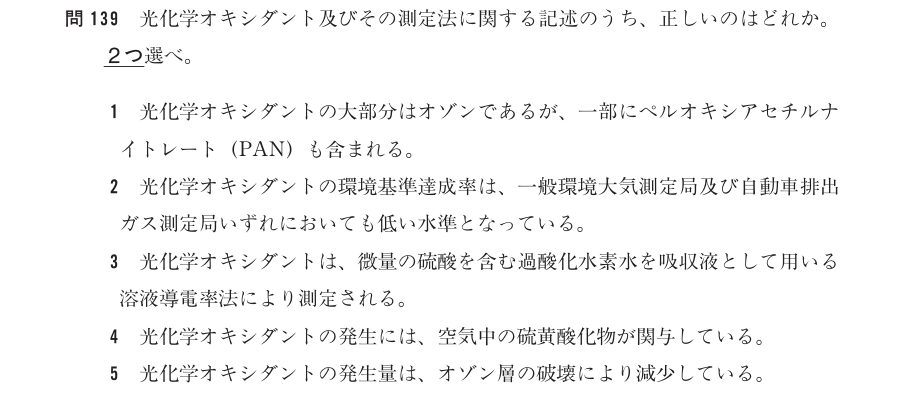 問 139　光化学オキシダント及びその測定法に関する記述のうち、正しいのはどれか。
２つ選べ。
1　光化学オキシダントの大部分はオゾンであるが、一部にペルオキシアセチルナ
イトレート（PAN）も含まれる。
2　光化学オキシダントの環境基準達成率は、一般環境大気測定局及び自動車排出
ガス測定局いずれにおいても低い水準となっている。
3　光化学オキシダントは、微量の硫酸を含む過酸化水素水を吸収液として用いる
溶液導電率法により測定される。
4　光化学オキシダントの発生には、空気中の硫黄酸化物が関与している。
5　光化学オキシダントの発生量は、オゾン層の破壊により減少している。